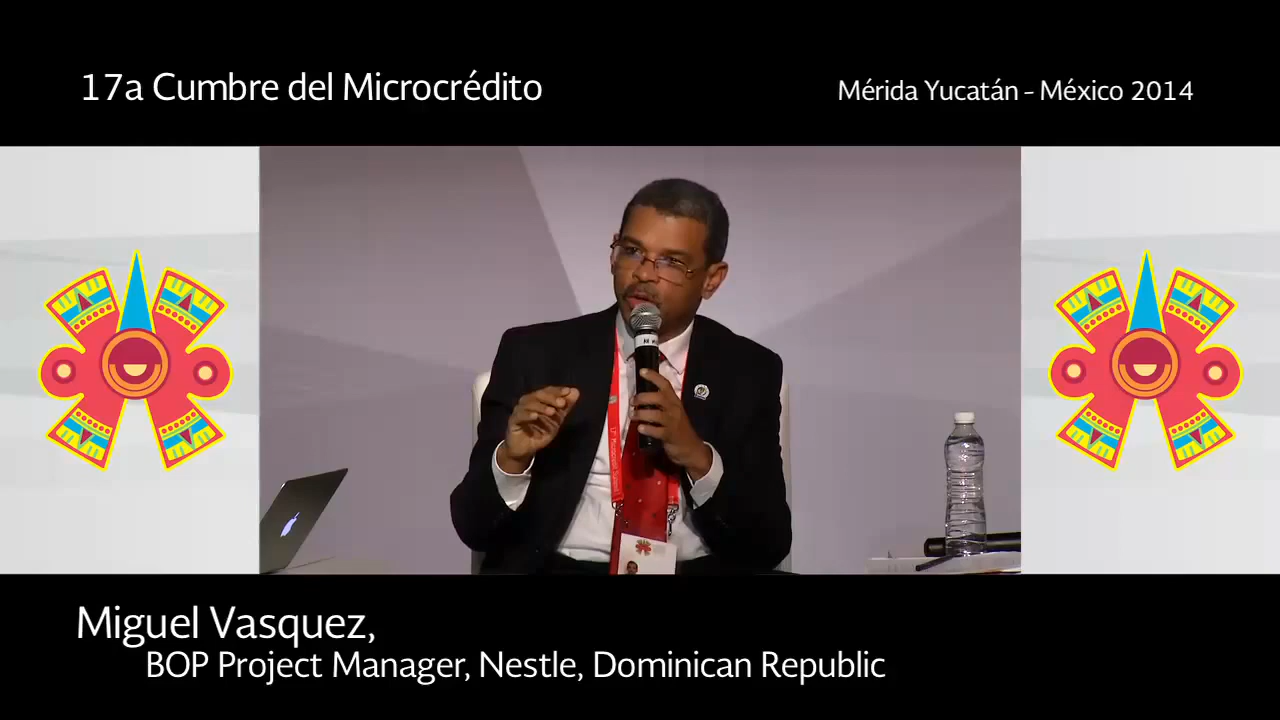 17a Cumbre del Microcrédito
Mérida Yucatán - México 2014
Miguel Vasquez,
BOP Project Manager, Nestle, Dominican Republic